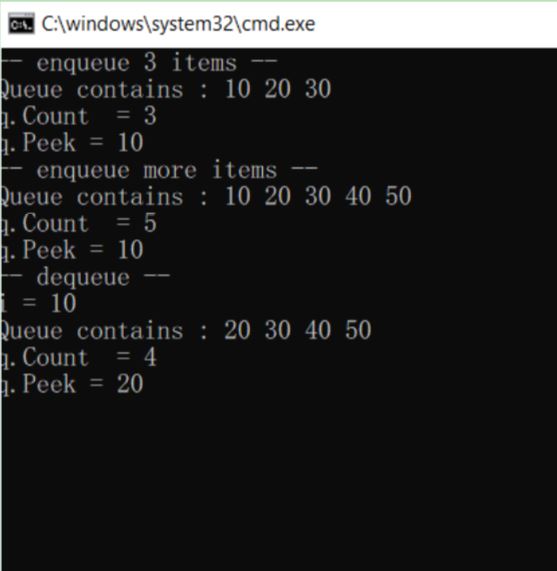 C:\windows\system32\cmd.exe
-- enqueue 3 items --
Queue contains : 10 20 30
q.Count  = 3
q.Peek = 10
-- enqueue more items --
Queue contains : 10 20 30 40 50
q.Count  = 5
q.Peek = 10
-- dequeue --
i = 10
Queue contains : 20 30 40 50
q.Count  = 4
q.Peek = 20